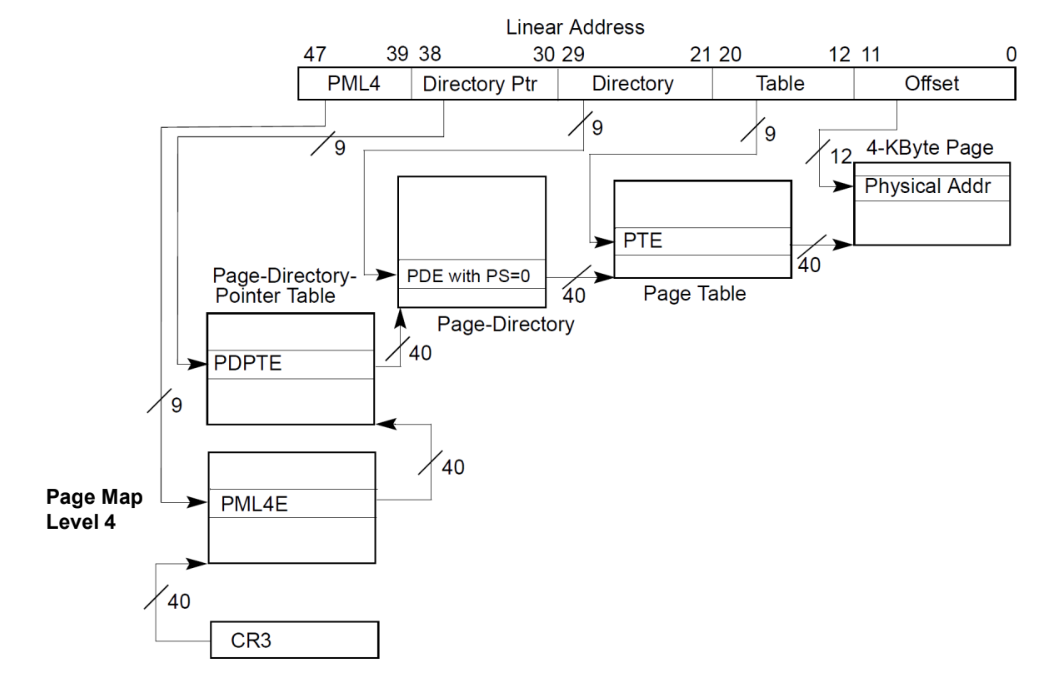 Linear Address
47 39 38 30 29 21 20 12 11 0
PML4 Directory Ptr Directory Table Offset
9
9
9
12
4-KByte Page
Physical Addr
PTE
40
PDE with PS=0
40
Page Table
Page-Directory-
Pointer Table
Page-Directory
40
PDPTE
9
40
Page Map
Level 4
PML4E
40
CR3